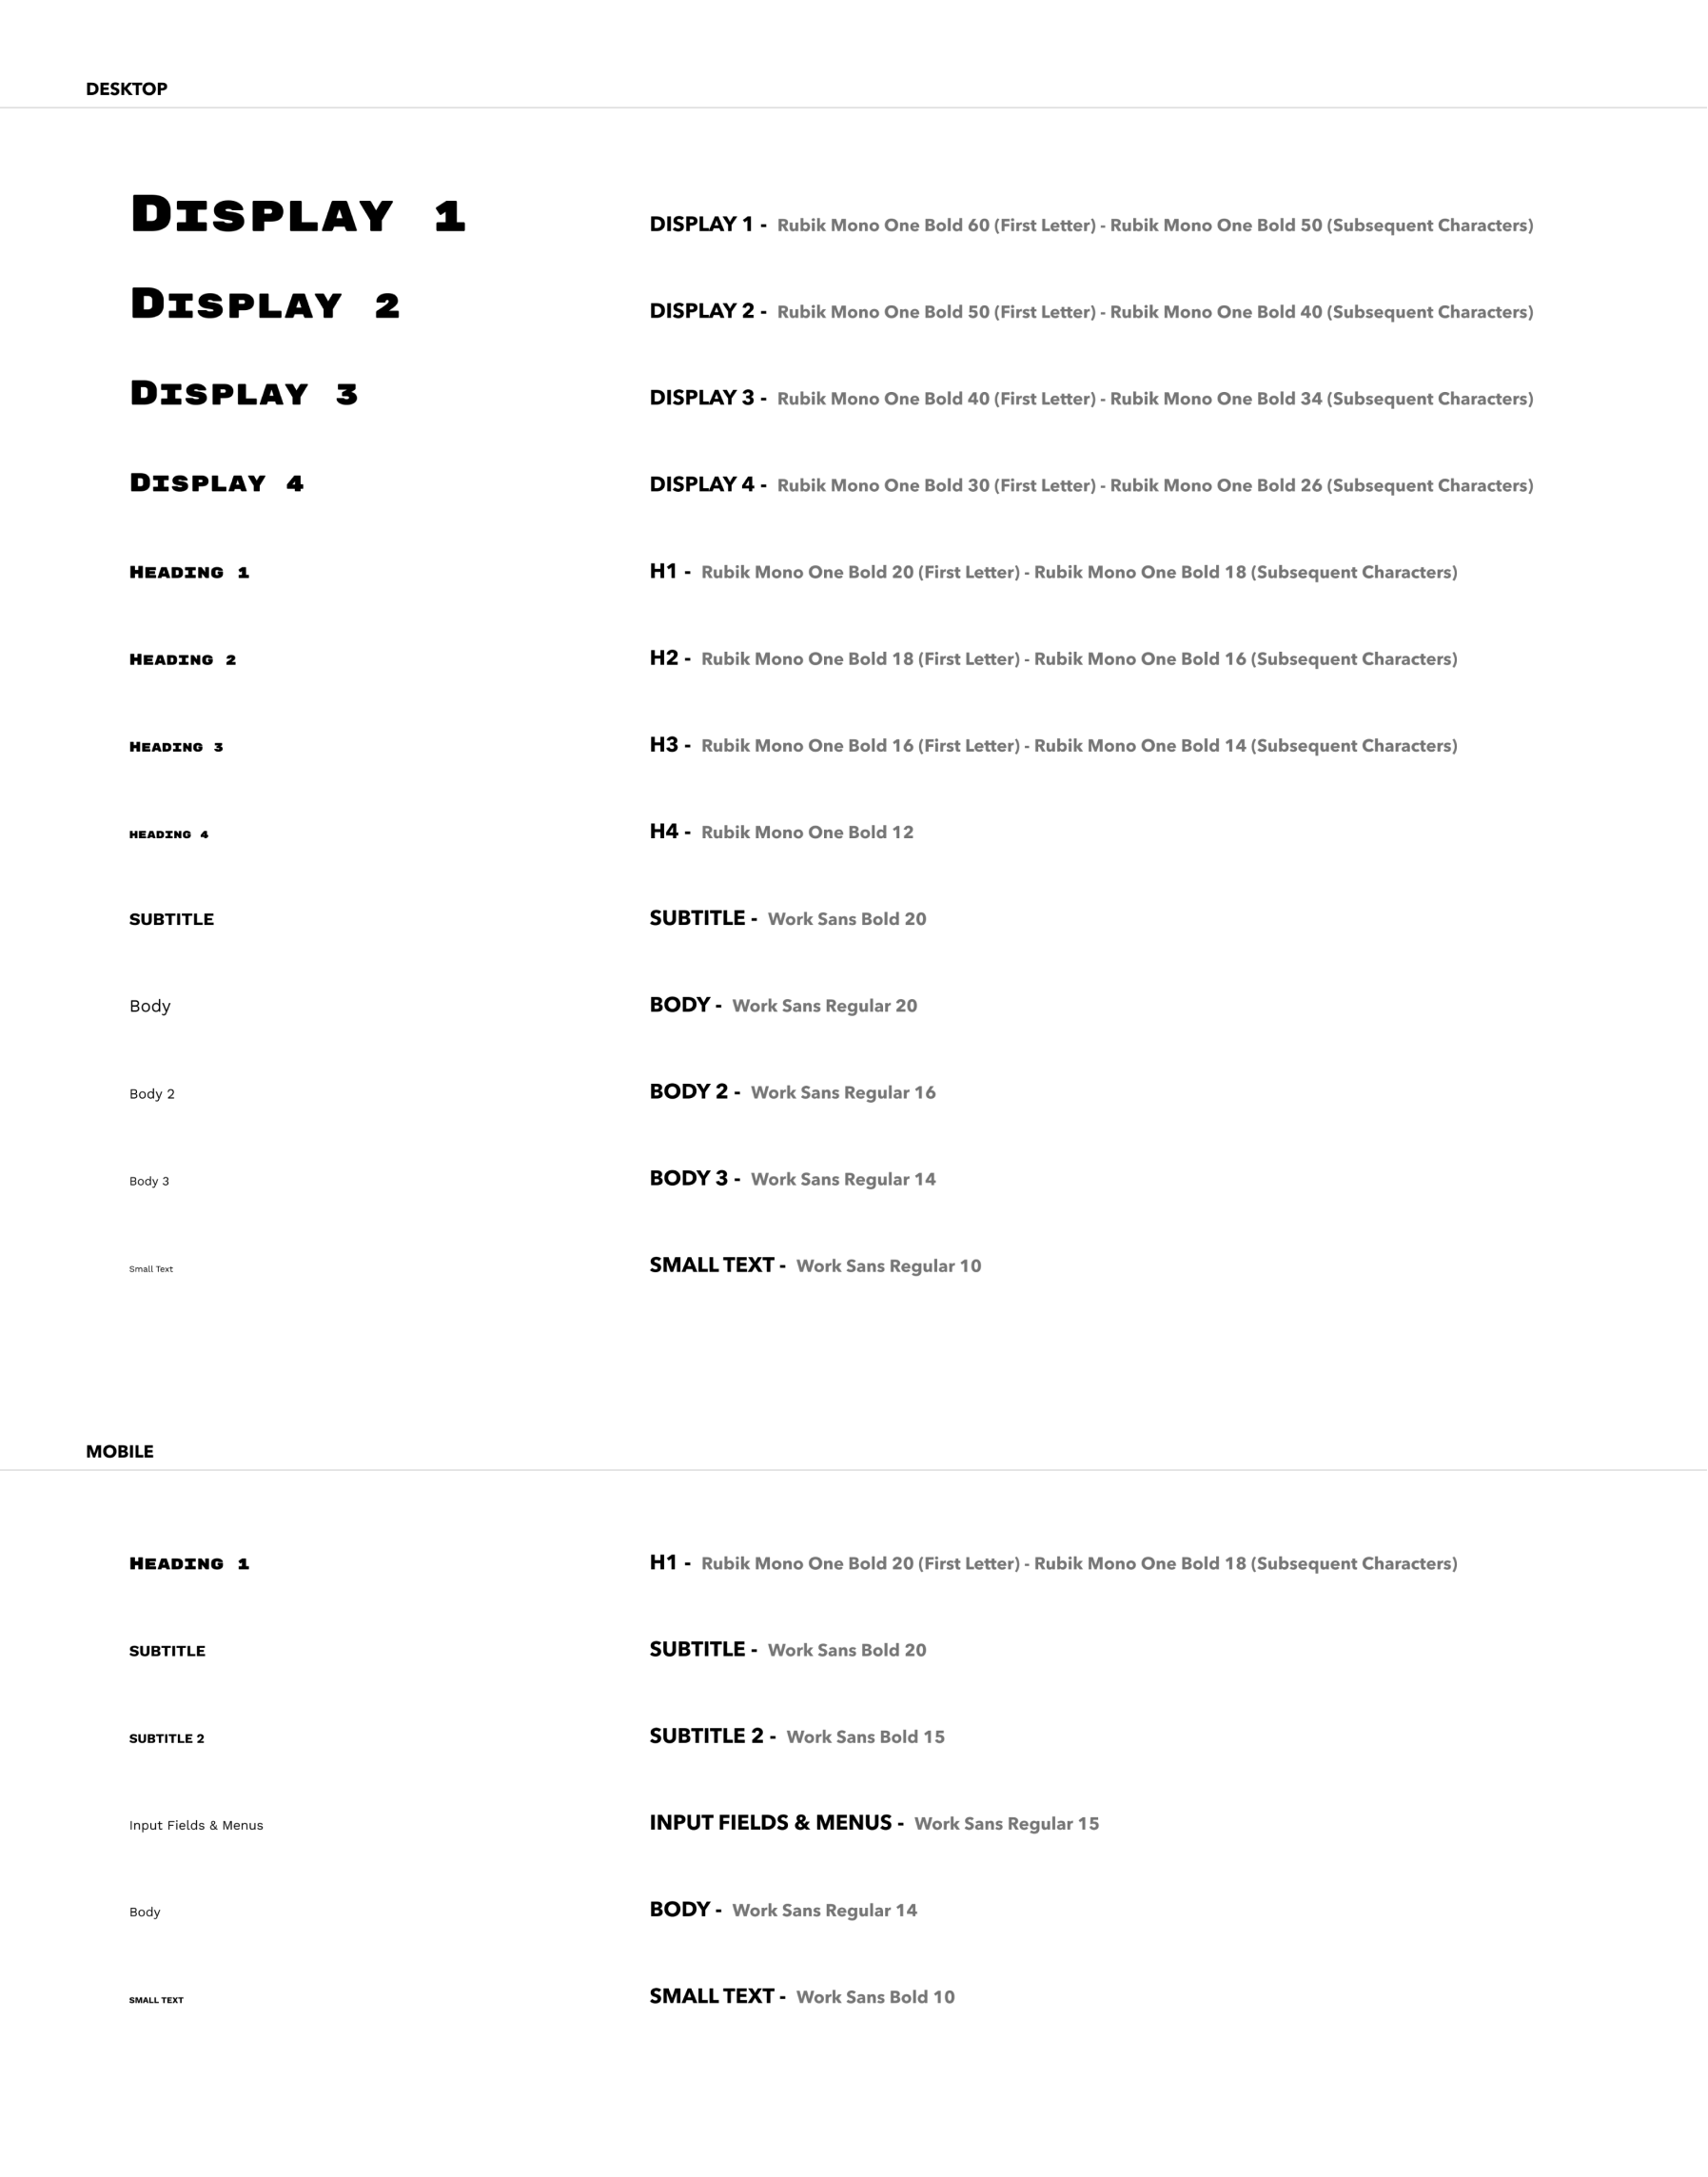 DESKTOP
Display 1 DISPLAY 1 - Rubik Mono One Bold 60 (First Letter) - Rubik Mono One Bold 50 (Subsequent Characters)
Display 2 DISPLAY 2 - Rubik Mono One Bold 50 (First Letter) - Rubik Mono One Bold 40 (Subsequent Characters)
Display 3 DISPLAY 3 - Rubik Mono One Bold 40 (First Letter) - Rubik Mono One Bold 34 (Subsequent Characters)
Display 4 DISPLAY 4 - Rubik Mono One Bold 30 (First Letter) - Rubik Mono One Bold 26 (Subsequent Characters)
Heading 1 H1 - Rubik Mono One Bold 20 (First Letter) - Rubik Mono One Bold 18 (Subsequent Characters)
Heading 2 H2 - Rubik Mono One Bold 18 (First Letter) - Rubik Mono One Bold 16 (Subsequent Characters)
Heading 3 H3 - Rubik Mono One Bold 16 (First Letter) - Rubik Mono One Bold 14 (Subsequent Characters)
HEADING 4 H4 - Rubik Mono One Bold 12
SUBTITLE SUBTITLE - Work Sans Bold 20
Body BODY - Work Sans Regular 20
Body 2 BODY 2 - Work Sans Regular 16
Body 3 BODY 3 - Work Sans Regular 14
Small Text SMALL TEXT - Work Sans Regular 10
MOBILE
Heading 1 H1 - Rubik Mono One Bold 20 (First Letter) - Rubik Mono One Bold 18 (Subsequent Characters)
SUBTITLE SUBTITLE - Work Sans Bold 20
SUBTITLE 2 SUBTITLE 2 - Work Sans Bold 15
Input Fields & Menus INPUT FIELDS & MENUS - Work Sans Regular 15
Body BODY - Work Sans Regular 14
SMALL TEXT SMALL TEXT - Work Sans Bold 10